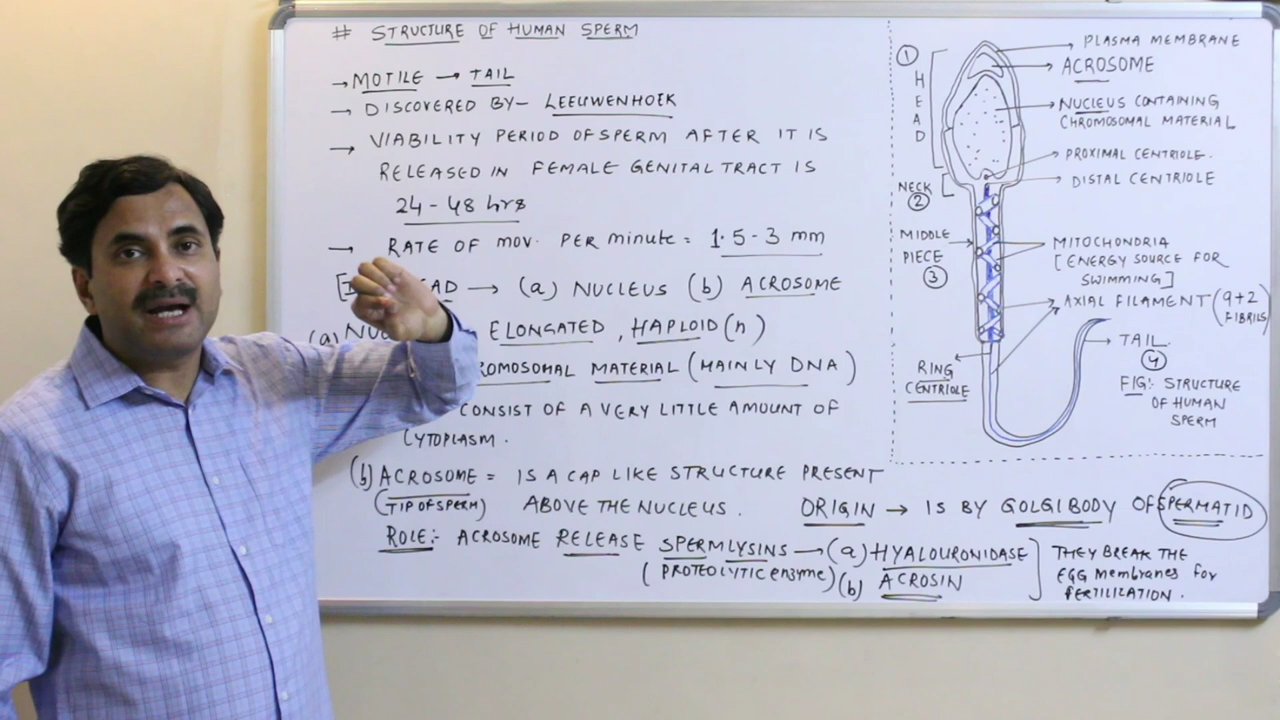 # STRUCTURE OF HUMAN SPERM
→ MOTILE → TAIL
→ DISCOVERED BY- LEEUWENHOEK
→ VIABILITY PERIOD OF SPERM AFTER IT IS
RELEASED IN FEMALE GENITAL TRACT IS
24-48 hrs
→ RATE OF MOV. PER minute = 1.5-3 mm
→ (a) NUCLEUS (b) ACROSOME
ELONGATED, HAPLOID (n)
MATERIAL (MAINLY DNA)
CONSIST OF A VERY LITTLE AMOUNT OF
CYTOPLASM.
(b) ACROSOME = IS A CAP LIKE STRUCTURE PRESENT
(TIP OF SPERM) ABOVE THE NUCLEUS. ORIGIN → IS BY GOLGI BODY OF SPERMATID
ROLE:- ACROSOME RELEASE SPERMLYSINS → (a) HYALOURONIDASE
(PROTEOLYTIC enzyme) (b) ACROSIN
THEY BREAK THE
EGG membranes for
FERTILIZATION.
① HEAD
NECK
②
MIDDLE
PIECE
③
RING
CENTRIOLE
PLASMA MEMBRANE
ACROSOME
NUCLEUS CONTAINING
CHROMOSOMAL MATERIAL
PROXIMAL CENTRIOLE.
DISTAL CENTRIOLE
MITOCHONDRIA
[ENERGY SOURCE FOR
SWIMMING]
AXIAL FILAMENT (9+2
FIBRILS)
TAIL
④
FIG:- STRUCTURE
OF HUMAN
SPERM